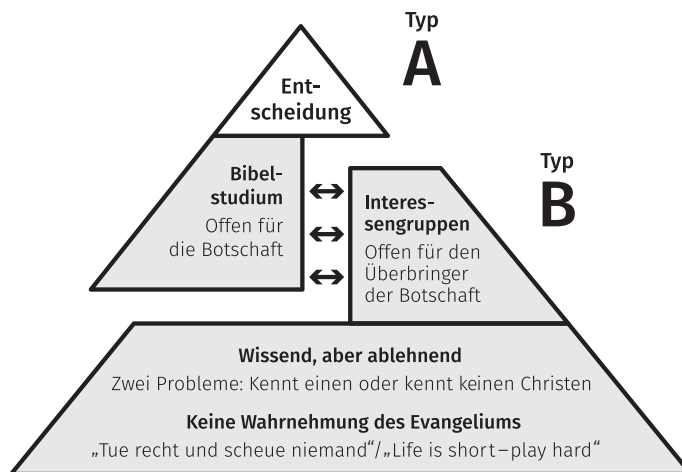 Typ
A
Ent-
scheidung
Bibel-
studium
Offen für
die Botschaft
Typ
B
Interes-
sengruppen
Offen für den
Überbringer
der Botschaft
Wissend, aber ablehnend
Zwei Probleme: Kennt einen oder kennt keinen Christen
Keine Wahrnehmung des Evangeliums
„Tue recht und scheue niemand“/„Life is short – play hard“